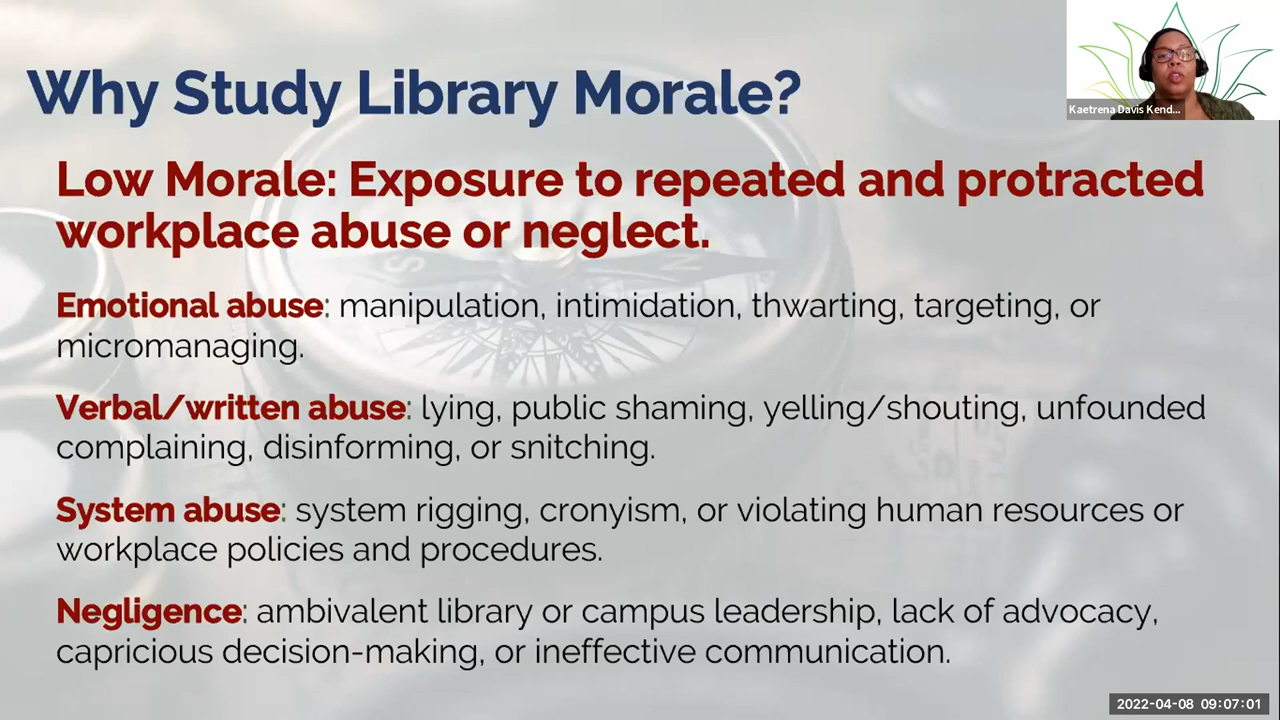 Why Study Library Morale?
Kaetrena Davis Kend...
Low Morale: Exposure to repeated and protracted
workplace abuse or neglect.
Emotional abuse: manipulation, intimidation, thwarting, targeting, or
micromanaging.
Verbal/written abuse: lying, public shaming, yelling/shouting, unfounded
complaining, disinforming, or snitching.
System abuse: system rigging, cronyism, or violating human resources or
workplace policies and procedures.
Negligence: ambivalent library or campus leadership, lack of advocacy,
capricious decision-making, or ineffective communication.
2022-04-08 09:07:01